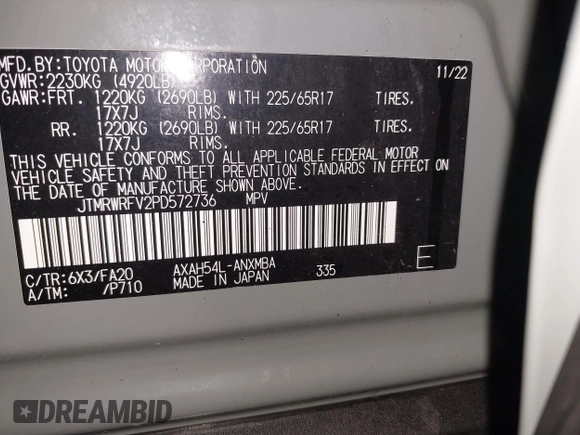 MFD. BY: TOYOTA MOTOR CORPORATION 11/22
GVWR: 2230KG (4920LB)
GAWR: FRT. 1220KG (2690LB) WITH 225/65R17 TIRES.
17X7J RIMS.
RR. 1220KG (2690LB) WITH 225/65R17 TIRES.
17X7J RIMS.
THIS VEHICLE CONFORMS TO ALL APPLICABLE FEDERAL MOTOR
VEHICLE SAFETY AND THEFT PREVENTION STANDARDS IN EFFECT ON
THE DATE OF MANUFACTURE SHOWN ABOVE.
JTMRWRFV2PD572736 MPV
C/TR: 6X3/FA20 AXAH54L-ANXMBA 335 E
A/TM: /P710 MADE IN JAPAN
DREAMBID